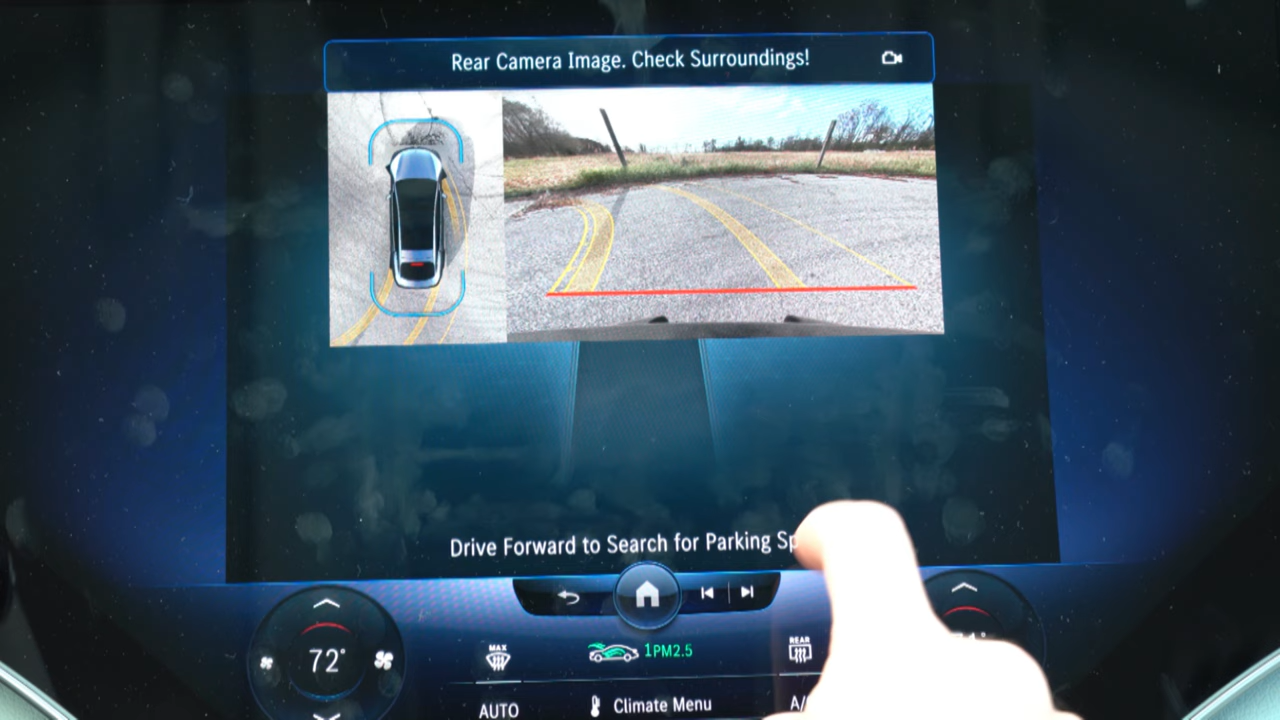 Rear Camera Image. Check Surroundings!
Drive Forward to Search for Parking
72°
MAX
1PM2.5
REAR
AUTO
Climate Menu